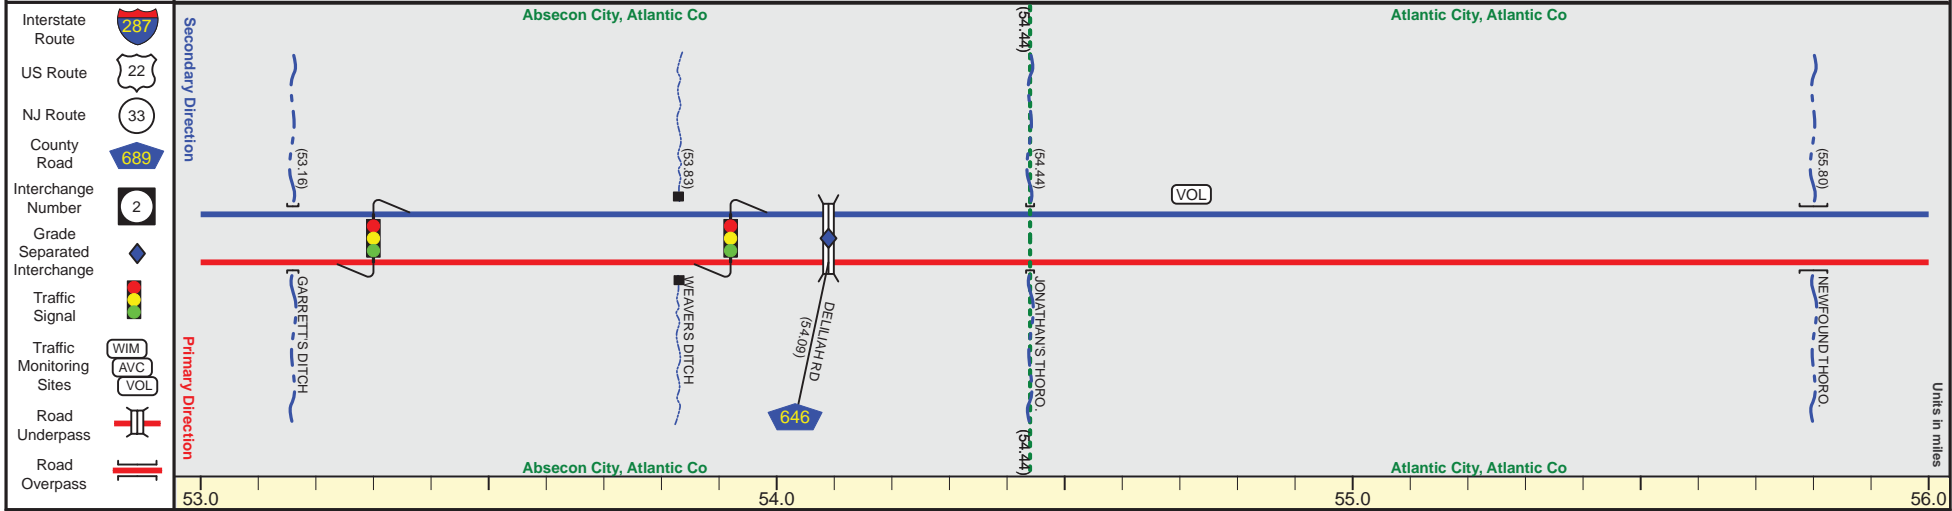 Interstate
Route
287
US Route
22
NJ Route
33
County
Road
689
Interchange
Number
2
Grade
Separated
Interchange
Traffic
Signal
Traffic
Monitoring
Sites
WIM
AVC
VOL
Road
Underpass
Road
Overpass
Secondary Direction
Primary Direction
Absecon City, Atlantic Co
Atlantic City, Atlantic Co
(54.44)
(53.16)
(53.83)
(54.44)
VOL
(55.80)
GARRETT'S DITCH
WEAVERS DITCH
DELILIAH RD
(54.09)
646
JONATHAN'S THORO.
NEWFOUND THORO.
(54.44)
Absecon City, Atlantic Co
Atlantic City, Atlantic Co
Units in miles
53.0
54.0
55.0
56.0